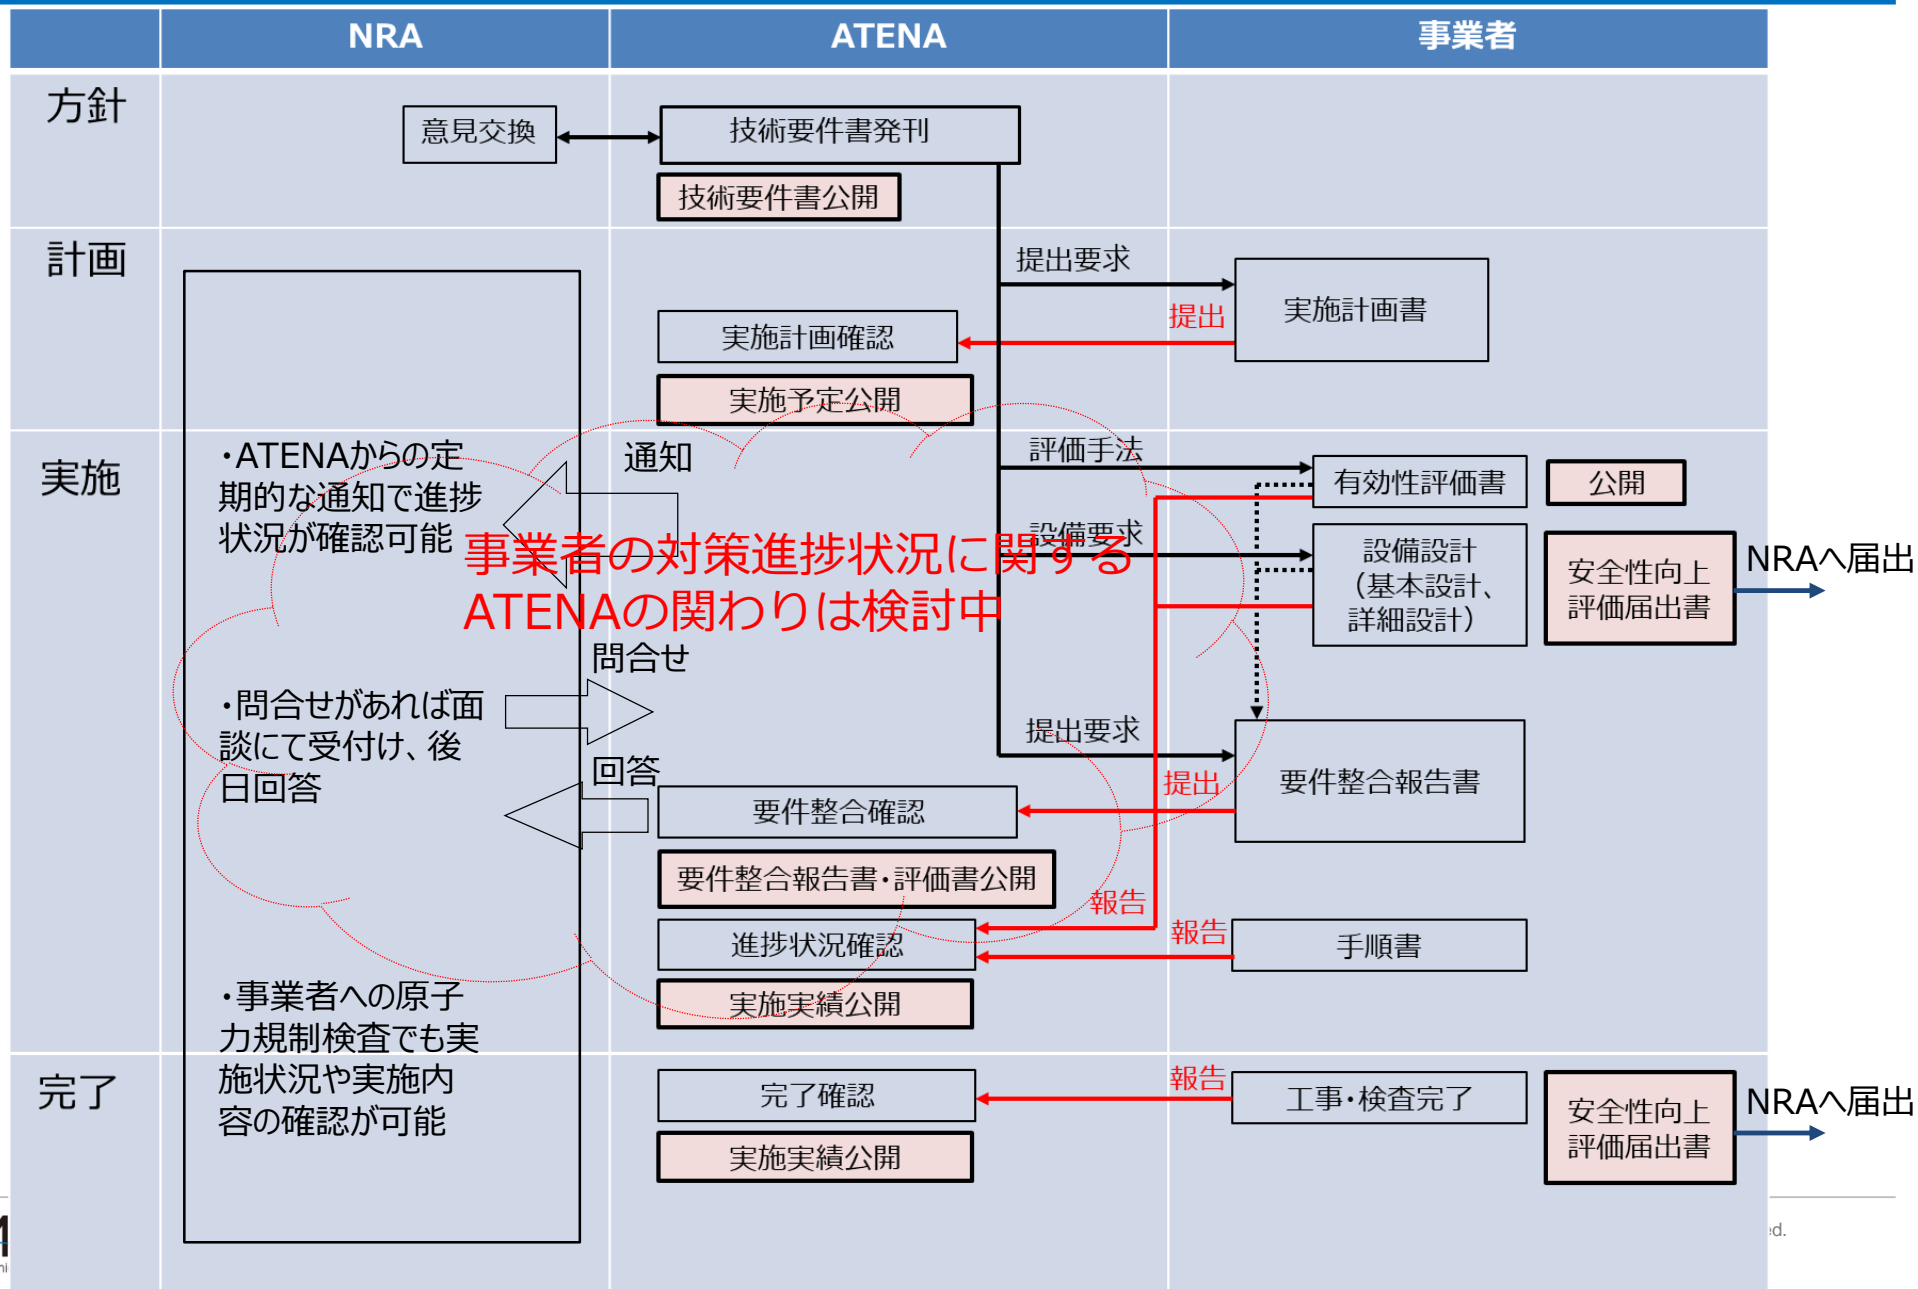 NRA
ATENA
事業者
方針
意見交換
技術要件書発刊
技術要件書公開
計画
提出要求
実施計画書
提出
実施計画確認
実施予定公開
実施
・ATENAからの定
期的な通知で進捗
状況が確認可能
通知
評価手法
有効性評価書
公開
事業者の対策進捗状況に関する
ATENAの関わりは検討中
設備要求
設備設計
（基本設計、
詳細設計）
安全性向上
評価届出書
NRAへ届出
問合せ
・問合せがあれば面
談にて受付け、後
日回答
回答
提出要求
要件整合報告書
提出
要件整合確認
要件整合報告書・評価書公開
報告
進捗状況確認
報告
手順書
実施実績公開
・事業者への原子
力規制検査でも実
施状況や実施内
容の確認が可能
完了
完了確認
報告
工事・検査完了
安全性向上
評価届出書
NRAへ届出
実施実績公開